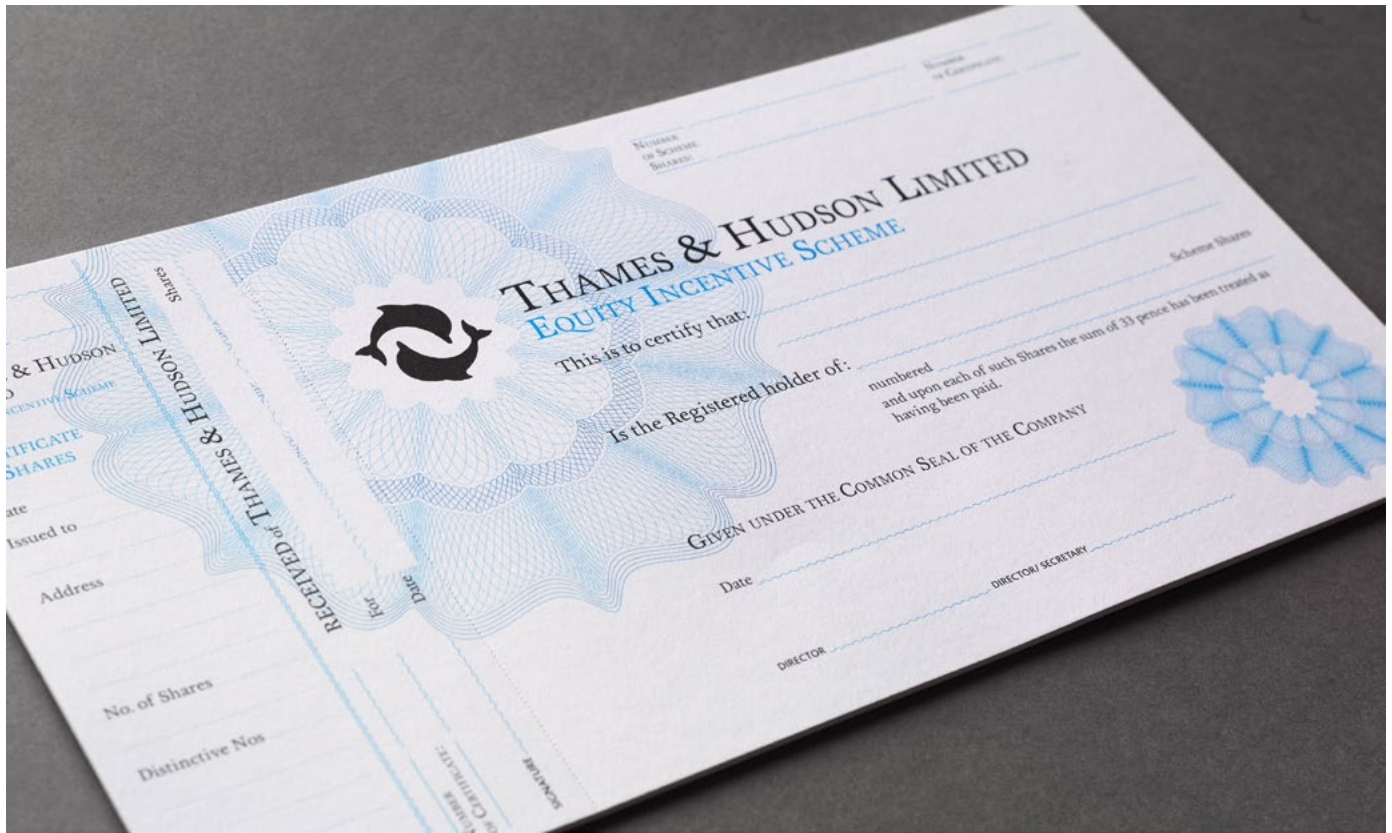 & HUDSON
INCENTIVE SCHEME
SHARES
Issued to
Address
No. of Shares
Distinctive Nos
RECEIVED of THAMES & HUDSON LIMITED
Shares
For
Date
NUMBER
OF CERTIFICATE:
SIGNATURE
NUMBER
OF SCHEME
SHARES:
NUMBER
OF CERTIFICATE:
THAMES & HUDSON LIMITED
EQUITY INCENTIVE SCHEME
This is to certify that:
Is the Registered holder of:
Scheme Shares
numbered
and upon each of such Shares the sum of 33 pence has been treated as
having been paid.
GIVEN UNDER THE COMMON SEAL OF THE COMPANY
Date
DIRECTOR
DIRECTOR/ SECRETARY